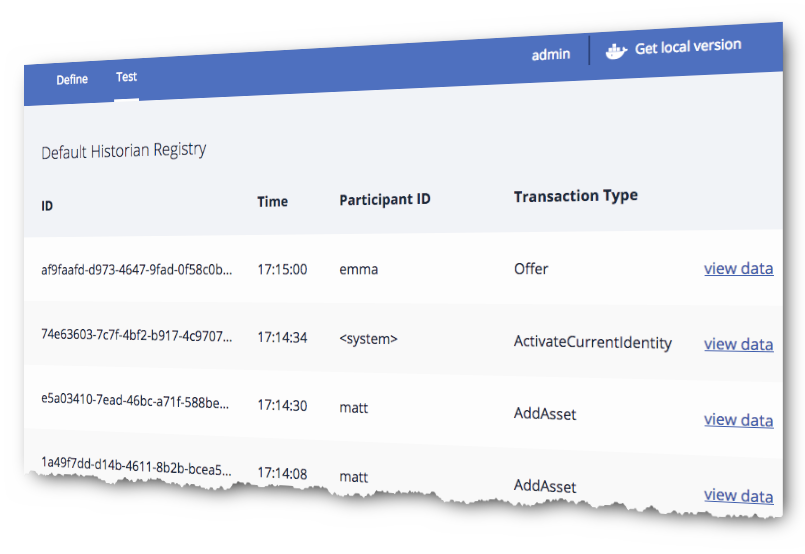 Define Test admin Get local version
Default Historian Registry
ID Time Participant ID Transaction Type
af9faafd-d973-4647-9fad-0f58c0b... 17:15:00 emma Offer view data
74e63603-7c7f-4bf2-b917-4c9707... 17:14:34 <system> ActivateCurrentIdentity view data
e5a03410-7ead-46bc-a71f-588be... 17:14:30 matt AddAsset view data
1a49f7dd-d14b-4611-8b2b-bcea5... 17:14:08 matt AddAsset view data